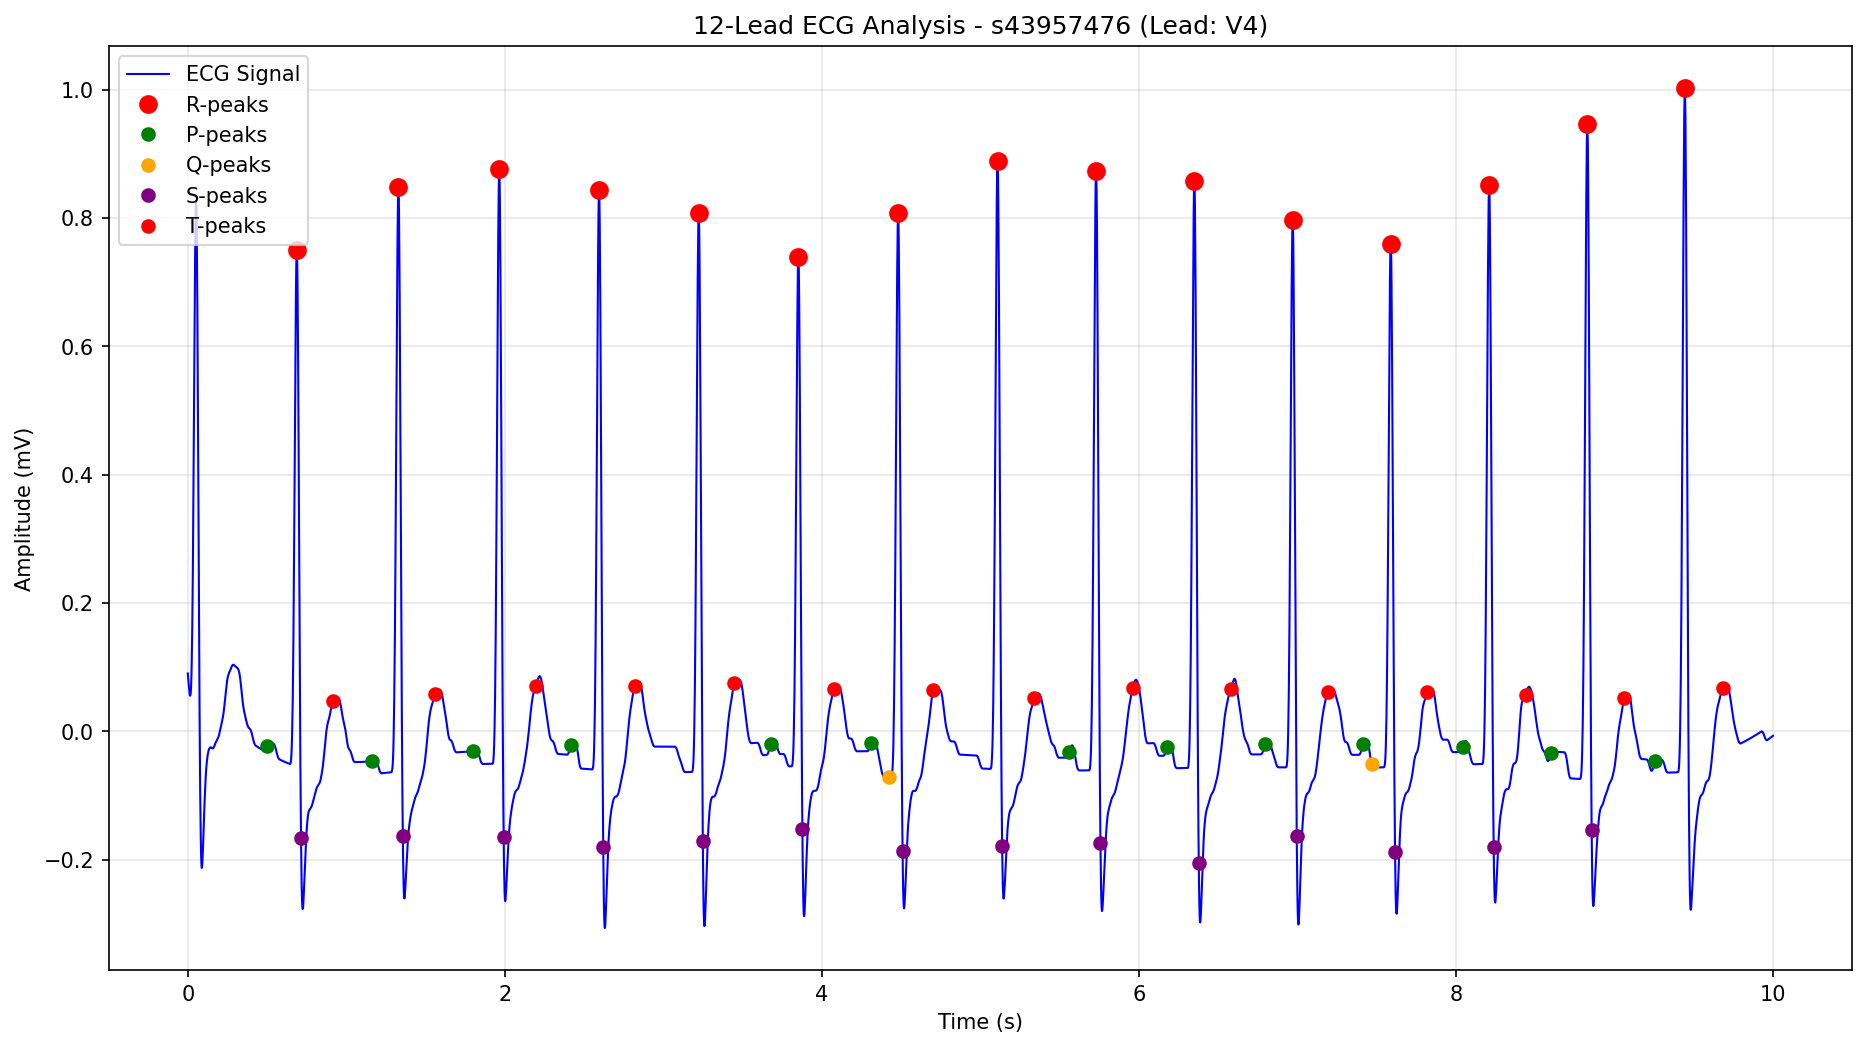 12-Lead ECG Analysis - s43957476 (Lead: V4)
ECG Signal
R-peaks
P-peaks
Q-peaks
S-peaks
T-peaks
Amplitude (mV)
1.0
0.8
0.6
0.4
0.2
0.0
−0.2
0 2 4 6 8 10
Time (s)